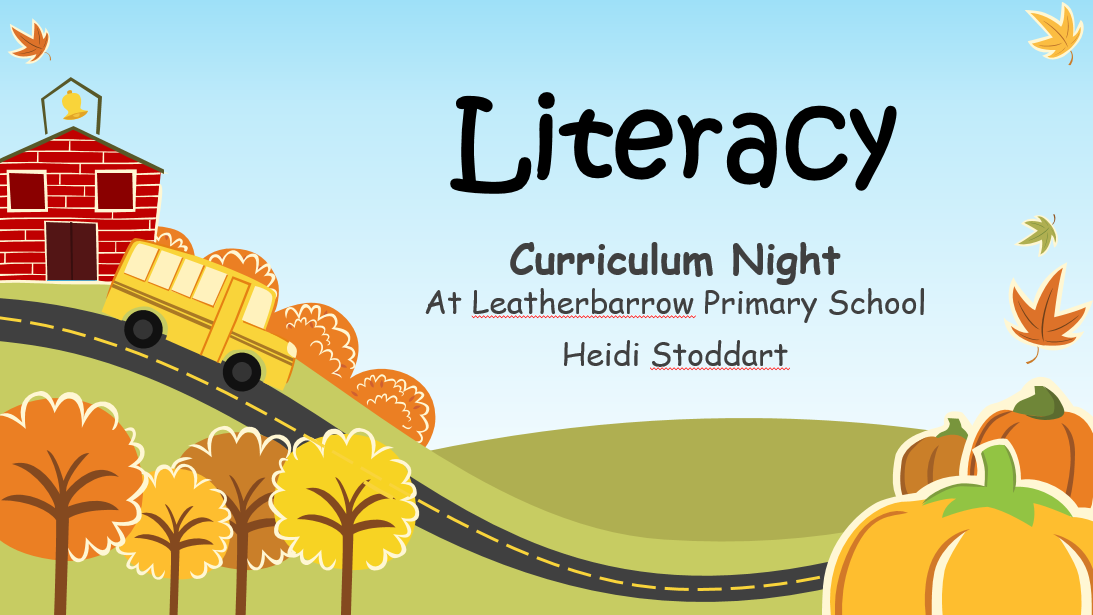 Literacy
Curriculum Night
At Leatherbarrow Primary School
Heidi Stoddart